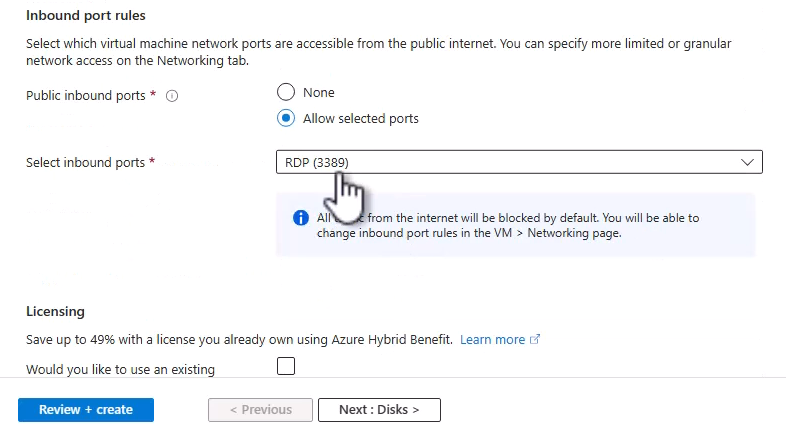 Inbound port rules
Select which virtual machine network ports are accessible from the public internet. You can specify more limited or granular
network access on the Networking tab.
Public inbound ports *
None
Allow selected ports
Select inbound ports *
RDP (3389)
All from the internet will be blocked by default. You will be able to
change inbound port rules in the VM > Networking page.
Licensing
Save up to 49% with a license you already own using Azure Hybrid Benefit. Learn more
Would you like to use an existing
Review + create
< Previous
Next : Disks >